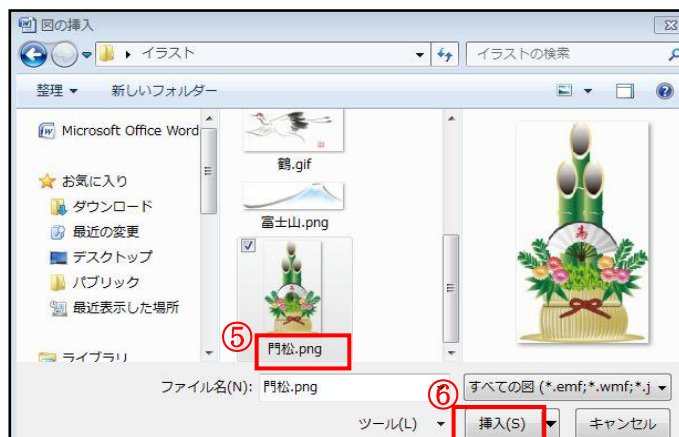 図の挿入
イラスト
イラストの検索
整理
新しいフォルダー
Microsoft Office Word
お気に入り
ダウンロード
最近の変更
デスクトップ
パブリック
最近表示した場所
ライブラリ
鶴.gif
富士山.png
門松.png
⑤
寿
ファイル名(N): 門松.png
⑥
すべての図 (*.emf;*.wmf;*.j
ツール(L)
挿入(S)
キャンセル